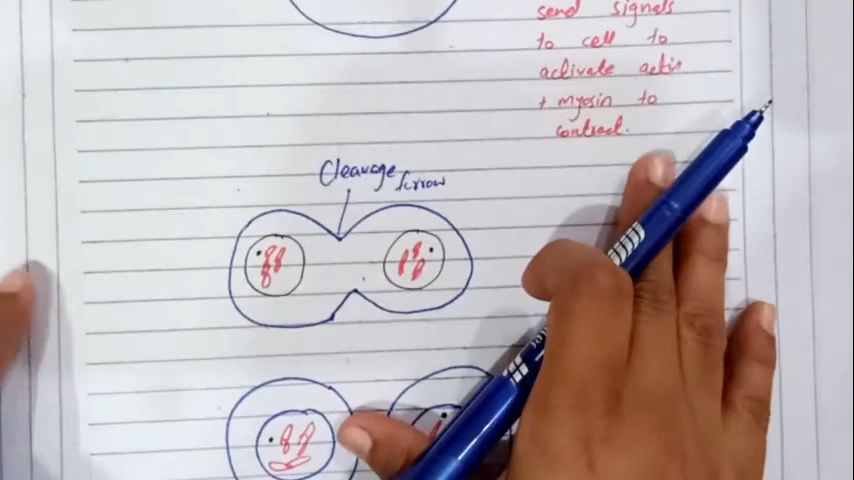 send signals
to cell to
activate actin
+ myosin to
contract.
Cleavage furrow